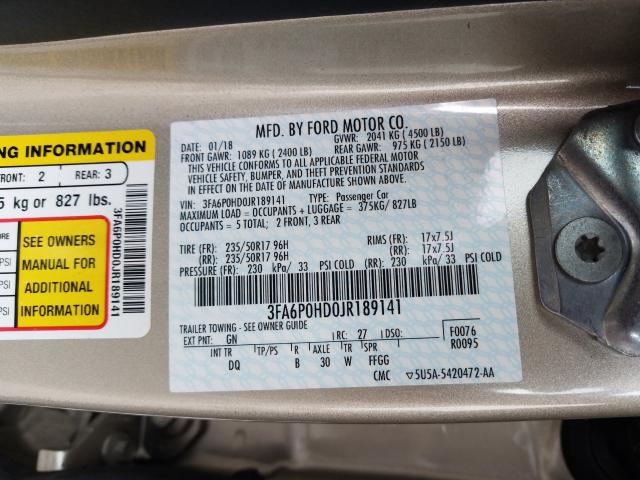 NG INFORMATION
FRONT: 2 REAR: 3
5 kg or 827 lbs.
SEE OWNERS
MANUAL FOR
ADDITIONAL
INFORMATION
PSI
PSI
3FA6P0HD0JR189141
MFD. BY FORD MOTOR CO.
DATE: 01/18 GVWR: 2041 KG ( 4500 LB)
FRONT GAWR: 1089 KG ( 2400 LB) REAR GAWR: 975 KG ( 2150 LB)
THIS VEHICLE CONFORMS TO ALL APPLICABLE FEDERAL MOTOR
VEHICLE SAFETY, BUMPER, AND THEFT PREVENTION STANDARDS
IN EFFECT ON THE DATE OF MANUFACTURE SHOWN ABOVE.
VIN: 3FA6P0HD0JR189141 TYPE: Passenger Car
MAXIMUM LOAD = OCCUPANTS + LUGGAGE = 375KG/ 827LB
OCCUPANTS = 5 TOTAL: 2 FRONT, 3 REAR
TIRE (FR): 235/50R17 96H RIMS (FR): 17x7.5J
TIRE (RR): 235/50R17 96H RIMS (RR): 17x7.5J
PRESSURE (FR): 230 kPa/ 33 PSI COLD (RR): 230 kPa/ 33 PSI COLD
3FA6P0HD0JR189141
TRAILER TOWING - SEE OWNER GUIDE
EXT PNT: GN RC: 27 DSO: F0076
R0095
INT TR TP/PS R AXLE TR SPR
DQ B 30 W FFGG
CMC ▽5U5A-5420472-AA